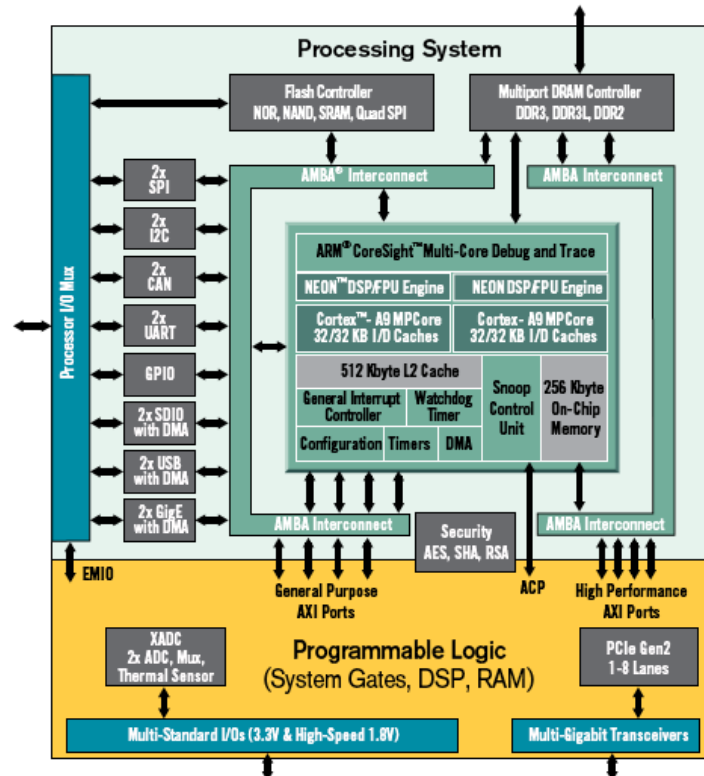 Processing System
Flash Controller
NOR, NAND, SRAM, Quad SPI
Multiport DRAM Controller
DDR3, DDR3L, DDR2
Processor I/O Mux
2x
SPI
2x
I2C
2x
CAN
2x
UART
GPIO
2x SDIO
with DMA
2x USB
with DMA
2x GigE
with DMA
AMBA® Interconnect
AMBA Interconnect
ARM® CoreSight™ Multi-Core Debug and Trace
NEON™ DSP/FPU Engine
NEON DSP/FPU Engine
Cortex™- A9 MPCore
32/32 KB I/D Caches
Cortex- A9 MPCore
32/32 KB I/D Caches
512 Kbyte L2 Cache
General Interrupt
Controller
Watchdog
Timer
Configuration
Timers
DMA
Snoop
Control
Unit
256 Kbyte
On-Chip
Memory
AMBA Interconnect
Security
AES, SHA, RSA
AMBA Interconnect
EMIO
General Purpose
AXI Ports
ACP
High Performance
AXI Ports
XADC
2x ADC, Mux,
Thermal Sensor
Programmable Logic
(System Gates, DSP, RAM)
PCIe Gen2
1-8 Lanes
Multi-Standard I/Os (3.3V & High-Speed 1.8V)
Multi-Gigabit Transceivers